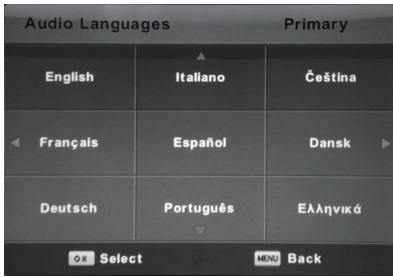 Audio Languages Primary
English Italiano Čeština
Français Español Dansk
Deutsch Português Ελληνικά
OK Select MENU Back